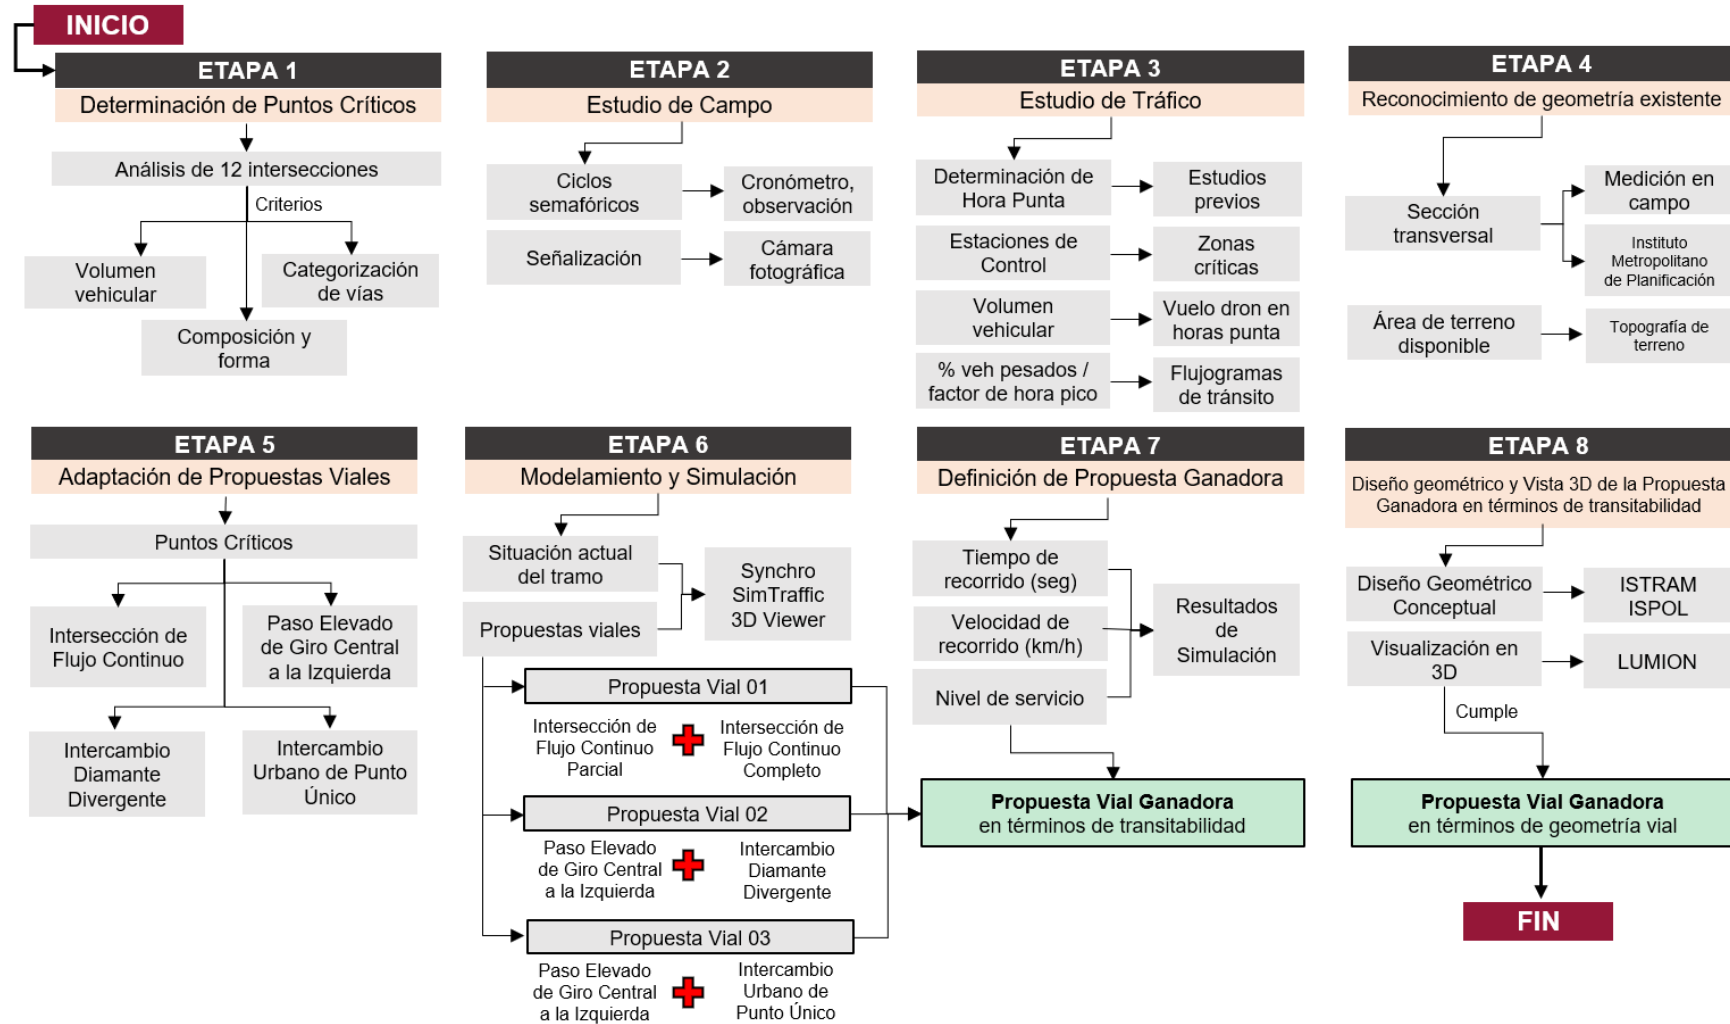 INICIO
ETAPA 1
Determinación de Puntos Críticos
Análisis de 12 intersecciones
Criterios
Volumen
vehicular
Categorización
de vías
Composición y
forma
ETAPA 2
Estudio de Campo
Ciclos
semafóricos
Cronómetro,
observación
Señalización
Cámara
fotográfica
ETAPA 3
Estudio de Tráfico
Determinación de
Hora Punta
Estudios
previos
Estaciones de
Control
Zonas
críticas
Volumen
vehicular
Vuelo dron en
horas punta
% veh pesados /
factor de hora pico
Flujogramas
de tránsito
ETAPA 4
Reconocimiento de geometría existente
Sección
transversal
Medición en
campo
Instituto
Metropolitano
de Planificación
Área de terreno
disponible
Topografía de
terreno
ETAPA 5
Adaptación de Propuestas Viales
Puntos Críticos
Intersección de
Flujo Continuo
Paso Elevado
de Giro Central
a la Izquierda
Intercambio
Diamante
Divergente
Intercambio
Urbano de Punto
Único
ETAPA 6
Modelamiento y Simulación
Situación actual
del tramo
Synchro
SimTraffic
3D Viewer
Propuestas viales
Propuesta Vial 01
Intersección de
Flujo Continuo
Parcial
Intersección de
Flujo Continuo
Completo
Propuesta Vial 02
Paso Elevado
de Giro Central
a la Izquierda
Intercambio
Diamante
Divergente
Propuesta Vial 03
Paso Elevado
de Giro Central
a la Izquierda
Intercambio
Urbano de
Punto Único
ETAPA 7
Definición de Propuesta Ganadora
Tiempo de
recorrido (seg)
Velocidad de
recorrido (km/h)
Nivel de servicio
Resultados
de
Simulación
Propuesta Vial Ganadora
en términos de transitabilidad
ETAPA 8
Diseño geométrico y Vista 3D de la Propuesta
Ganadora en términos de transitabilidad
Diseño Geométrico
Conceptual
ISTRAM
ISPOL
Visualización en
3D
LUMION
Cumple
Propuesta Vial Ganadora
en términos de geometría vial
FIN